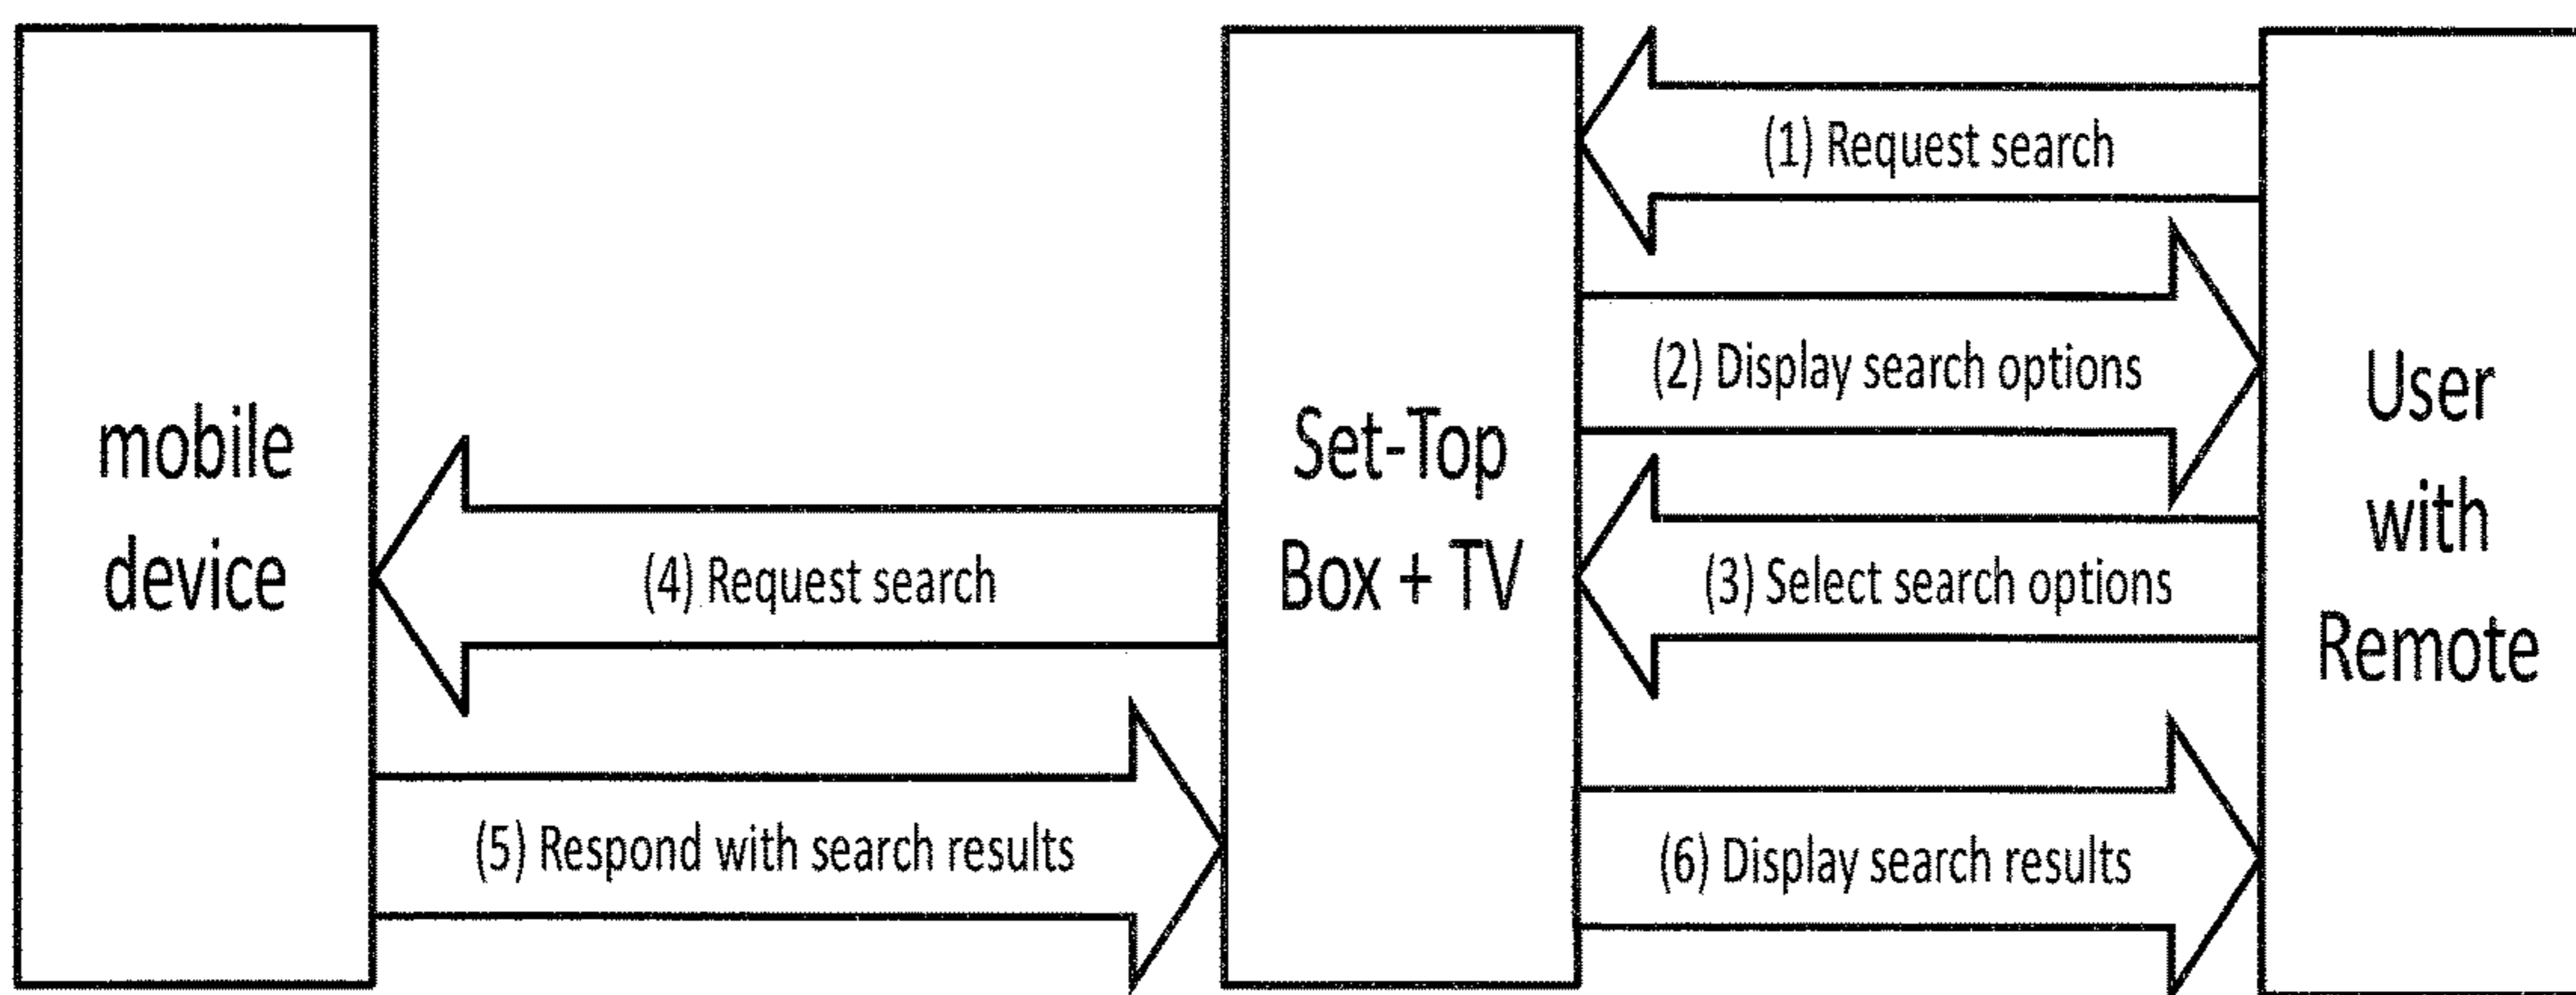 mobile
device
Set-Top
Box + TV
User
with
Remote
(1) Request search
(2) Display search options
(3) Select search options
(4) Request search
(5) Respond with search results
(6) Display search results